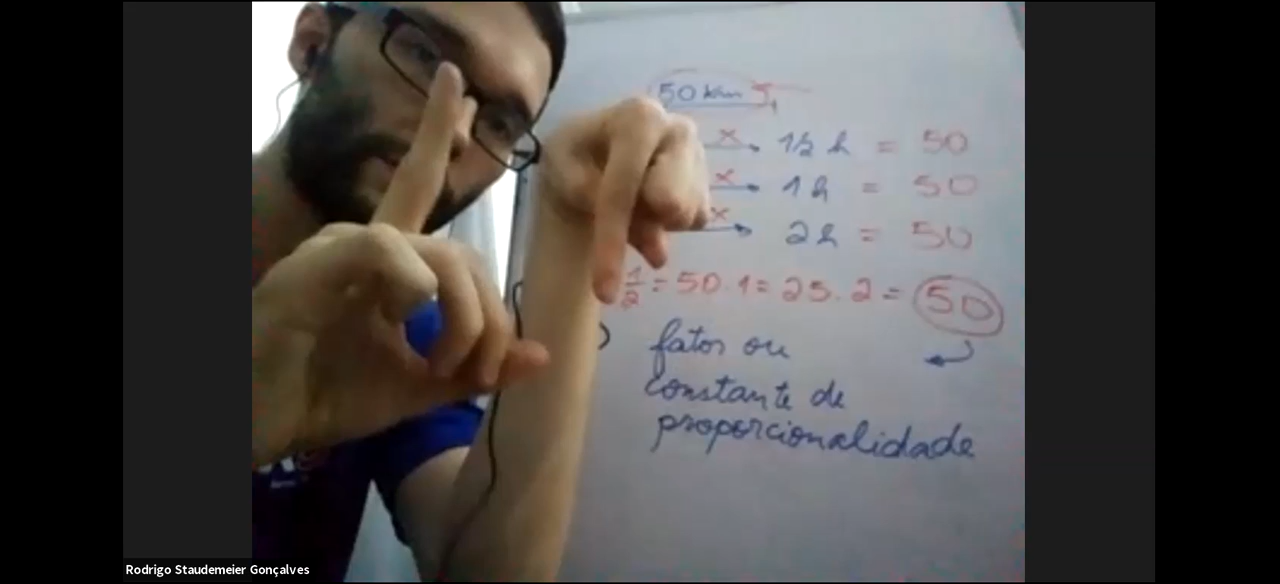 50 km
x 1/2 h = 50
x 1 h = 50
x 2 h = 50
1/2 = 50 . 1 = 25 . 2 = 50
fator ou
constante de
proporcionalidade
Rodrigo Staudemeier Gonçalves